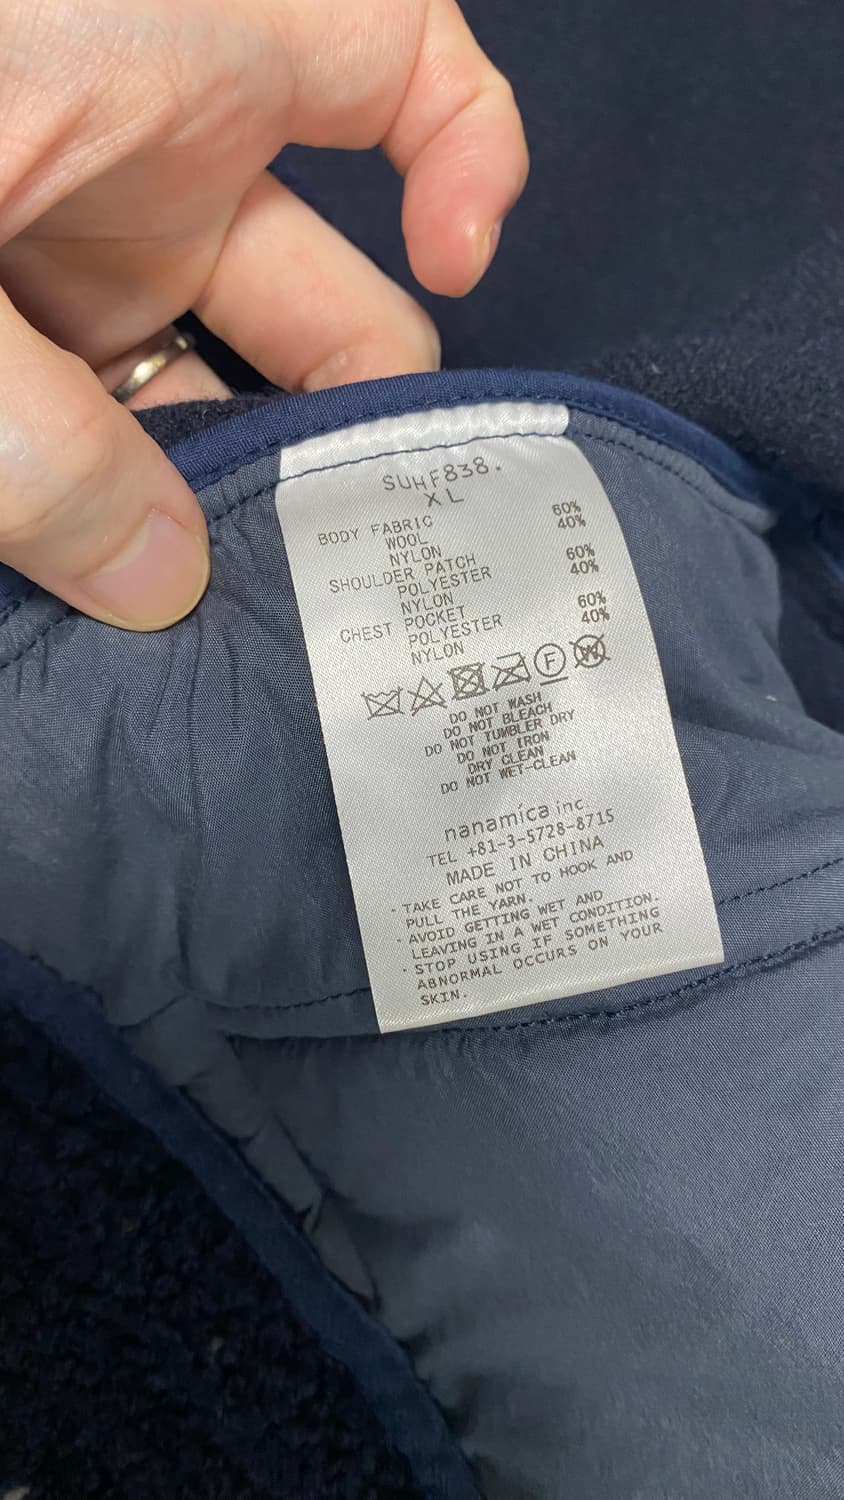 SUHF838.
XL
BODY FABRIC
WOOL 60%
NYLON 40%
SHOULDER PATCH
POLYESTER 60%
NYLON 40%
CHEST POCKET
POLYESTER 60%
NYLON 40%
F W
DO NOT WASH
DO NOT BLEACH
DO NOT TUMBLER DRY
DO NOT IRON
DRY CLEAN
DO NOT WET-CLEAN
nanamica inc.
TEL +81-3-5728-8715
MADE IN CHINA
- TAKE CARE NOT TO HOOK AND
PULL THE YARN.
- AVOID GETTING WET AND
LEAVING IN A WET CONDITION.
- STOP USING IF SOMETHING
ABNORMAL OCCURS ON YOUR
SKIN.